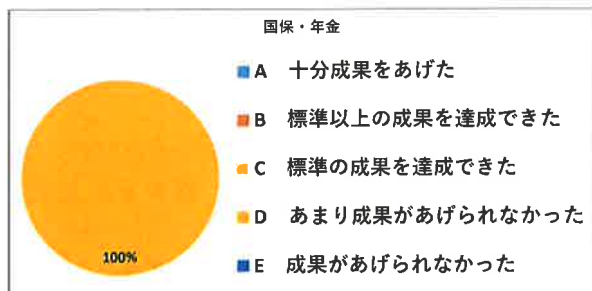 国保・年金
A 十分成果をあげた
B 標準以上の成果を達成できた
C 標準の成果を達成できた
D あまり成果があげられなかった
E 成果があげられなかった
100%